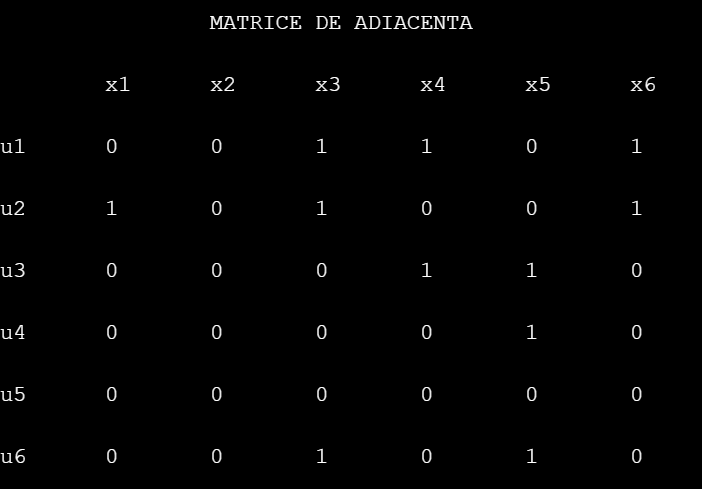 MATRICE DE ADIACENTA
x1 x2 x3 x4 x5 x6
u1 0 0 1 1 0 1
u2 1 0 1 0 0 1
u3 0 0 0 1 1 0
u4 0 0 0 0 1 0
u5 0 0 0 0 0 0
u6 0 0 1 0 1 0